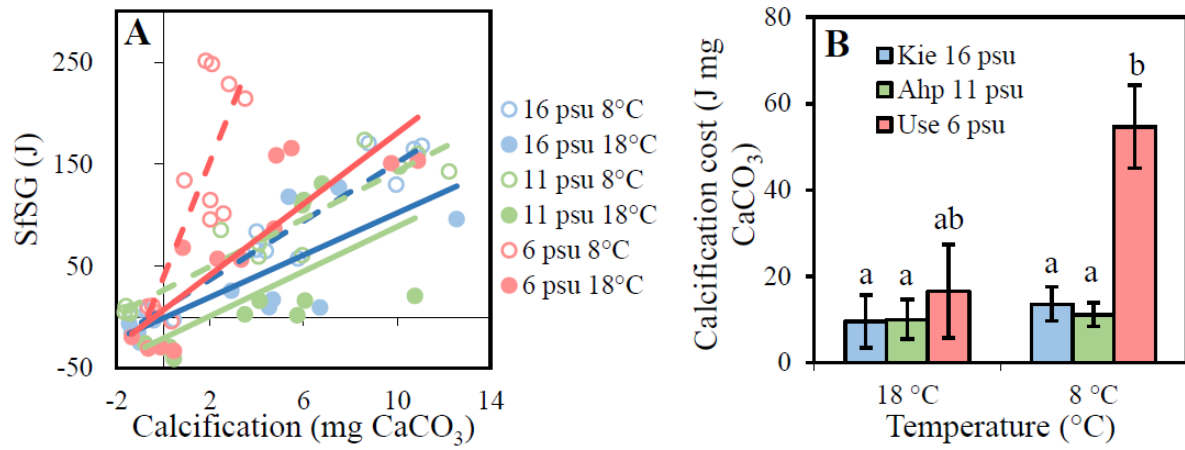 A
SfSG (J)
250
150
50
-50
-2
2
6
10
14
Calcification (mg CaCO3)
16 psu 8°C
16 psu 18°C
11 psu 8°C
11 psu 18°C
6 psu 8°C
6 psu 18°C
B
Calcification cost (J mg
CaCO3)
80
60
40
20
0
Kie 16 psu
Ahp 11 psu
Use 6 psu
a
a
ab
a
a
b
18 °C
8 °C
Temperature (°C)